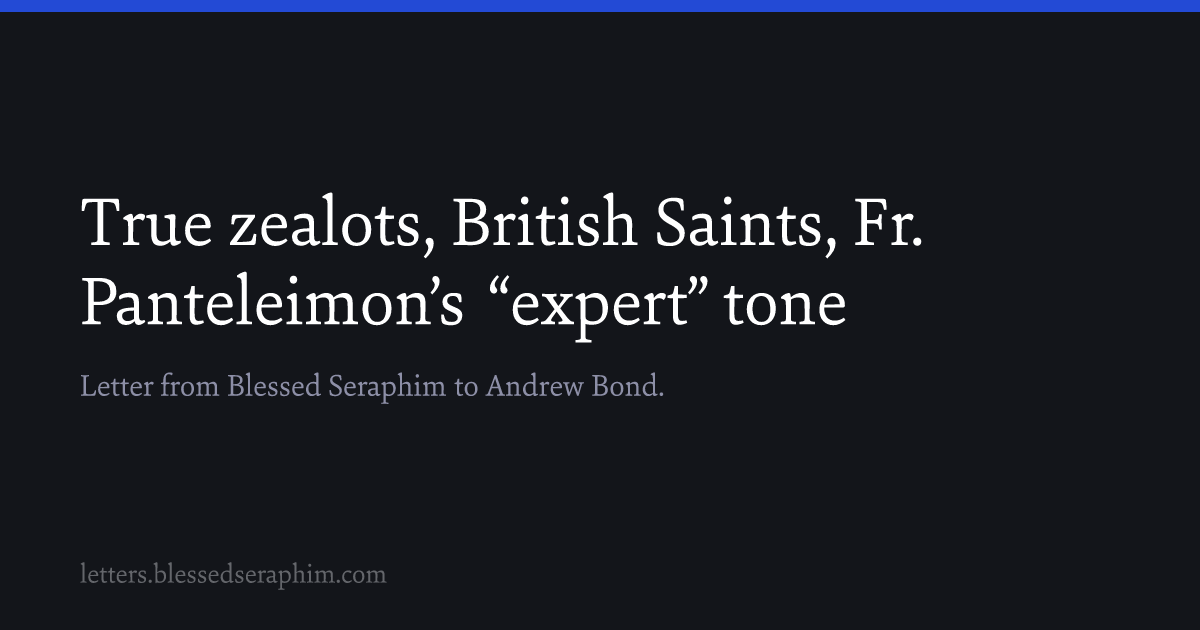 True zealots, British Saints, Fr.
Panteleimon’s “expert” tone
Letter from Blessed Seraphim to Andrew Bond.
letters.blessedseraphim.com